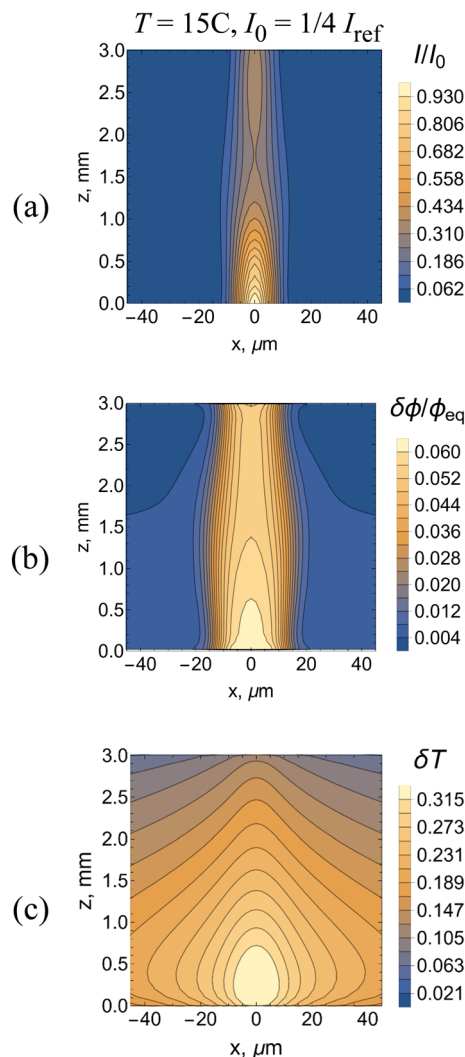 T = 15C, I₀ = 1/4 I_ref
(a)
I/I₀
3.0
2.5
2.0
1.5
1.0
0.5
0.0
z, mm
−40 −20 0 20 40
x, μm
0.930
0.806
0.682
0.558
0.434
0.310
0.186
0.062
(b)
δϕ/ϕ_eq
3.0
2.5
2.0
1.5
1.0
0.5
0.0
z, mm
−40 −20 0 20 40
x, μm
0.060
0.052
0.044
0.036
0.028
0.020
0.012
0.004
(c)
δT
3.0
2.5
2.0
1.5
1.0
0.5
0.0
z, mm
−40 −20 0 20 40
x, μm
0.315
0.273
0.231
0.189
0.147
0.105
0.063
0.021